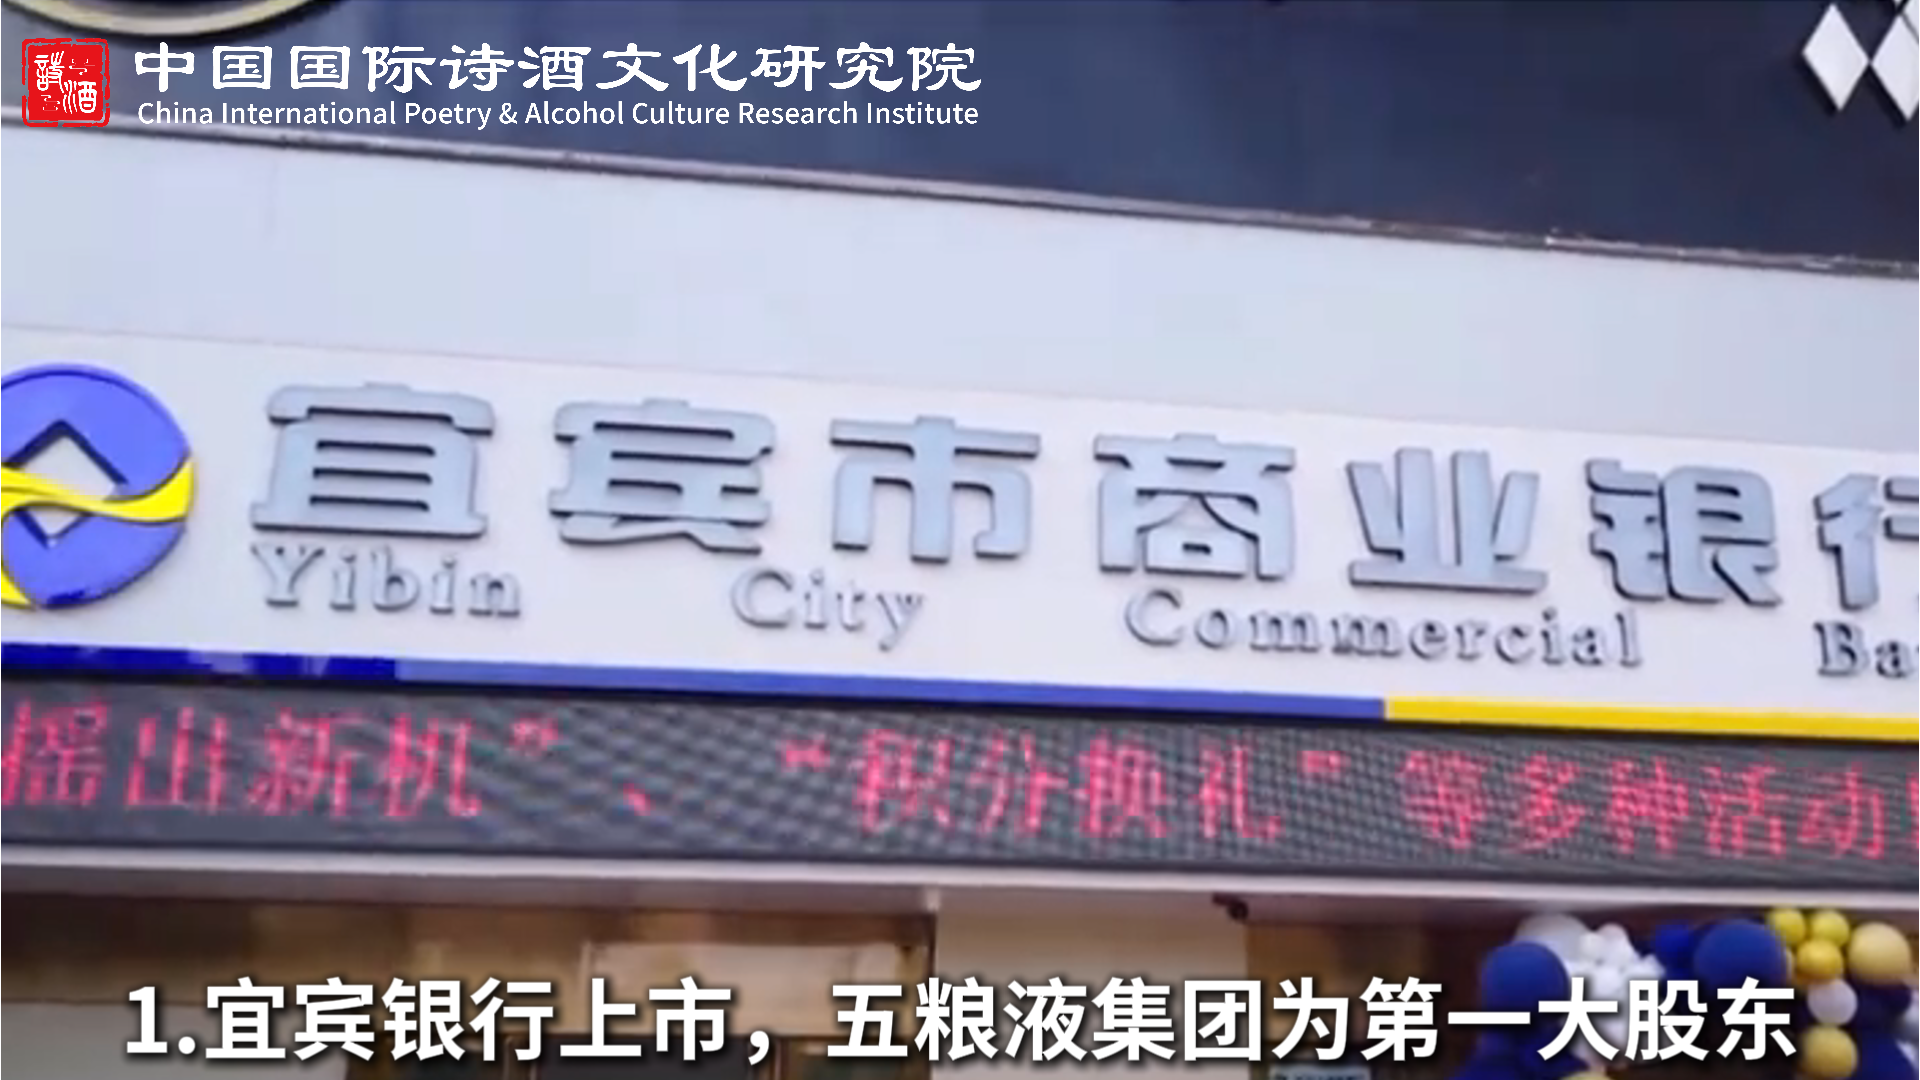 中国国际诗酒文化研究院
China International Poetry & Alcohol Culture Research Institute
宜宾市商业银行
Yibin City Commercial
摇出新机”、“积分换礼”等多种活动
1.宜宾银行上市，五粮液集团为第一大股东